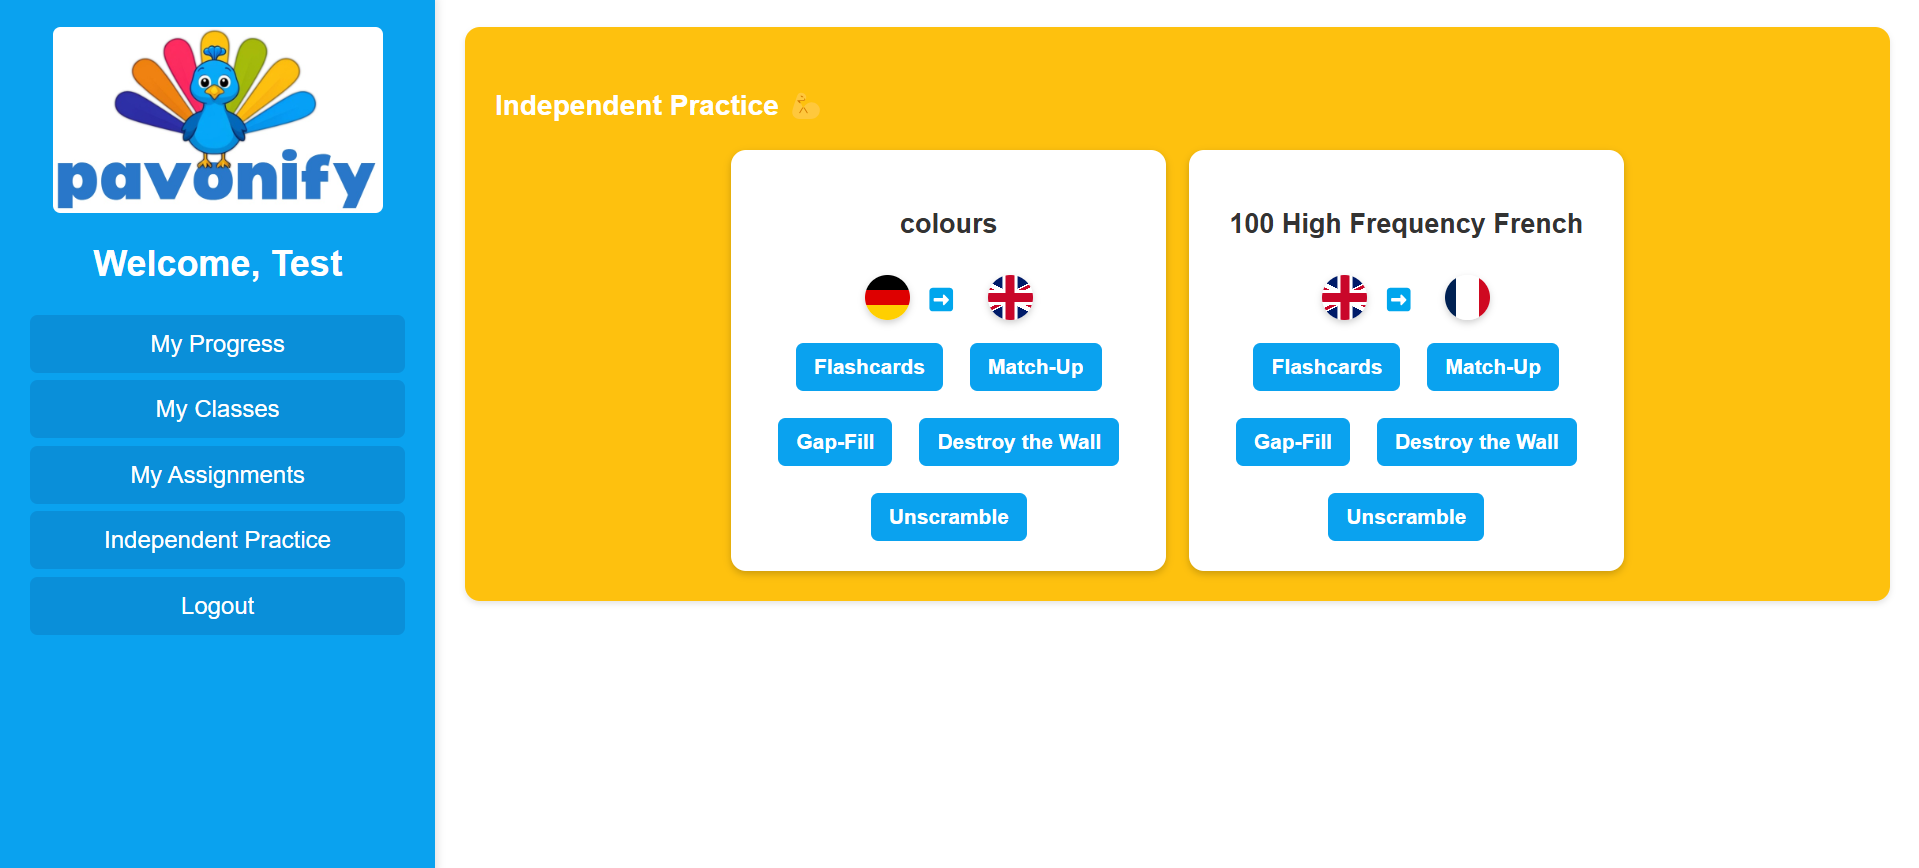 pavonify
Welcome, Test
My Progress
My Classes
My Assignments
Independent Practice
Logout
Independent Practice 💪
colours
➡️
Flashcards Match-Up
Gap-Fill Destroy the Wall
Unscramble
100 High Frequency French
➡️
Flashcards Match-Up
Gap-Fill Destroy the Wall
Unscramble